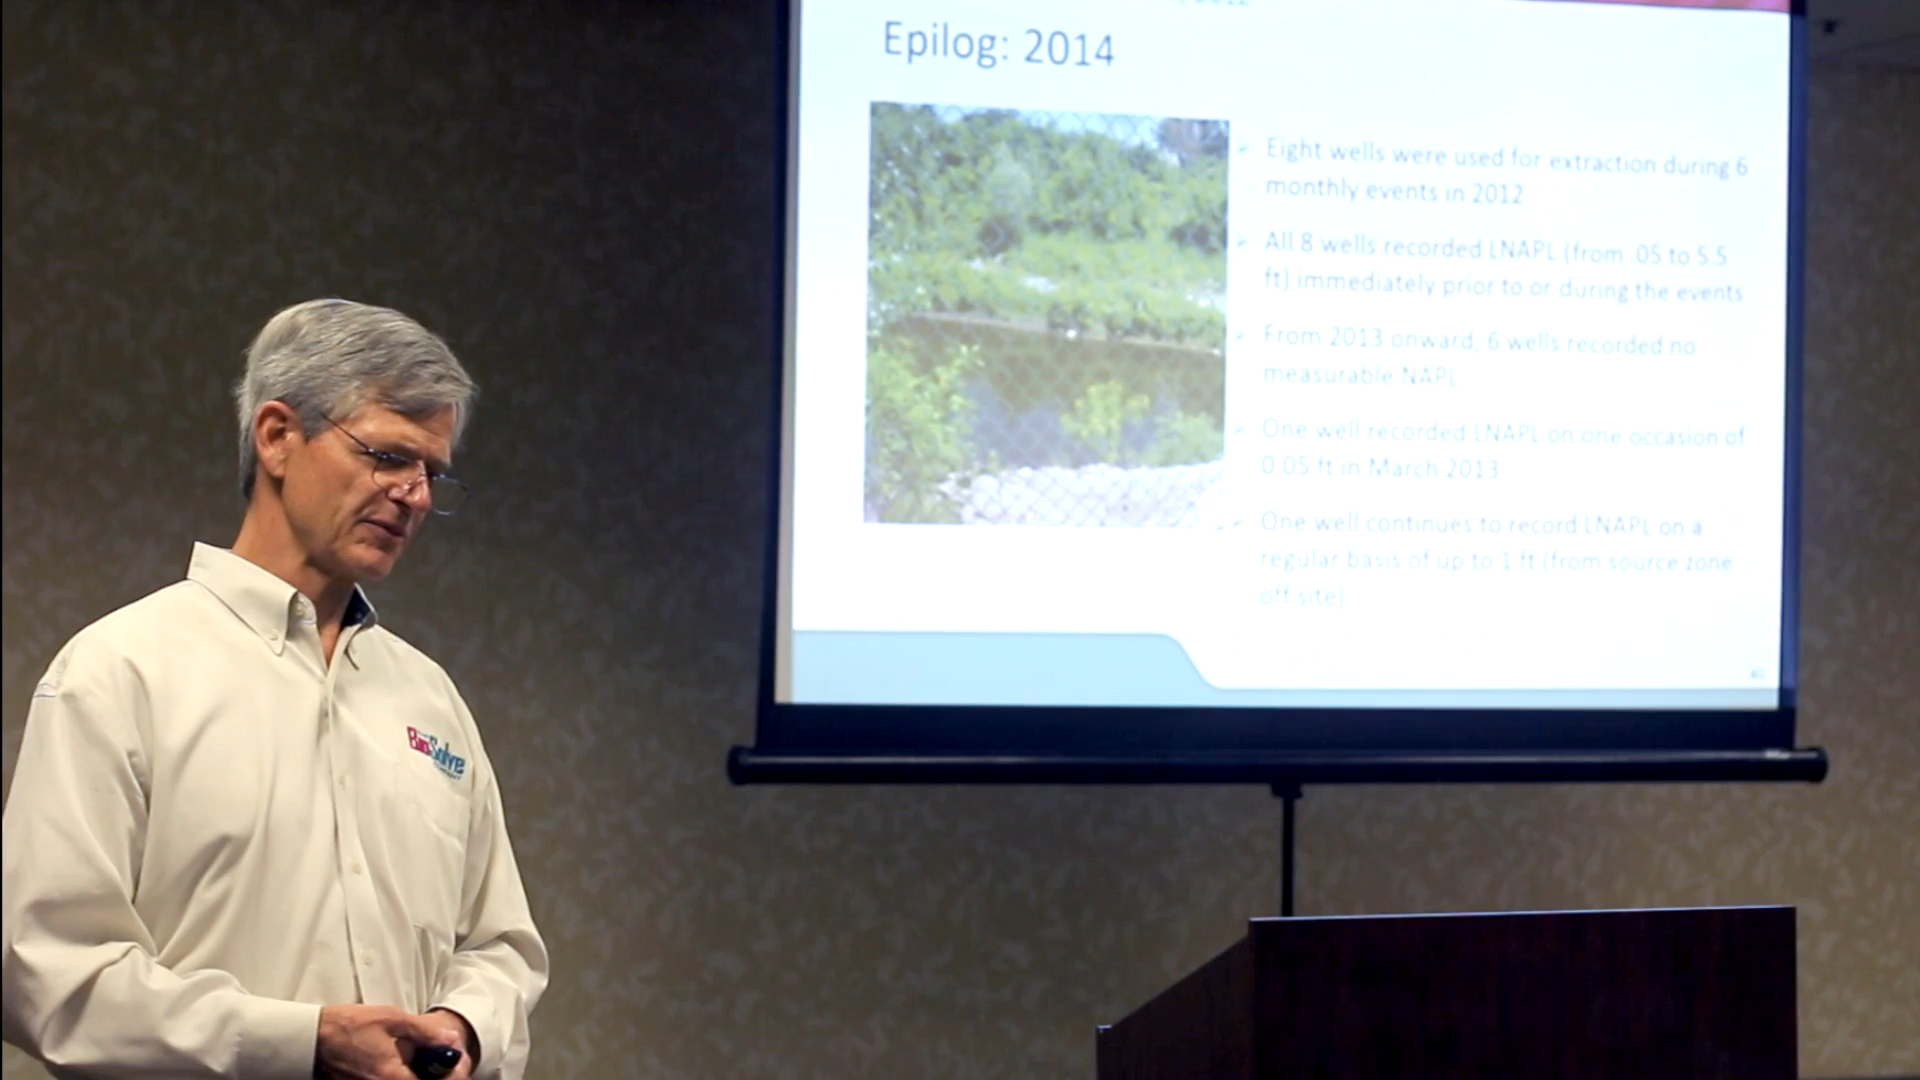 Epilog: 2014
Eight wells were used for extraction during 6
monthly events in 2012
All 8 wells recorded LNAPL (from .05 to 5.5
ft) immediately prior to or during the events
From 2013 onward, 6 wells recorded no
measurable NAPL
One well recorded LNAPL on one occasion of
0.05 ft in March 2013
One well continues to record LNAPL on a
regular basis of up to 1 ft (from source zone
off site)
BioSolve